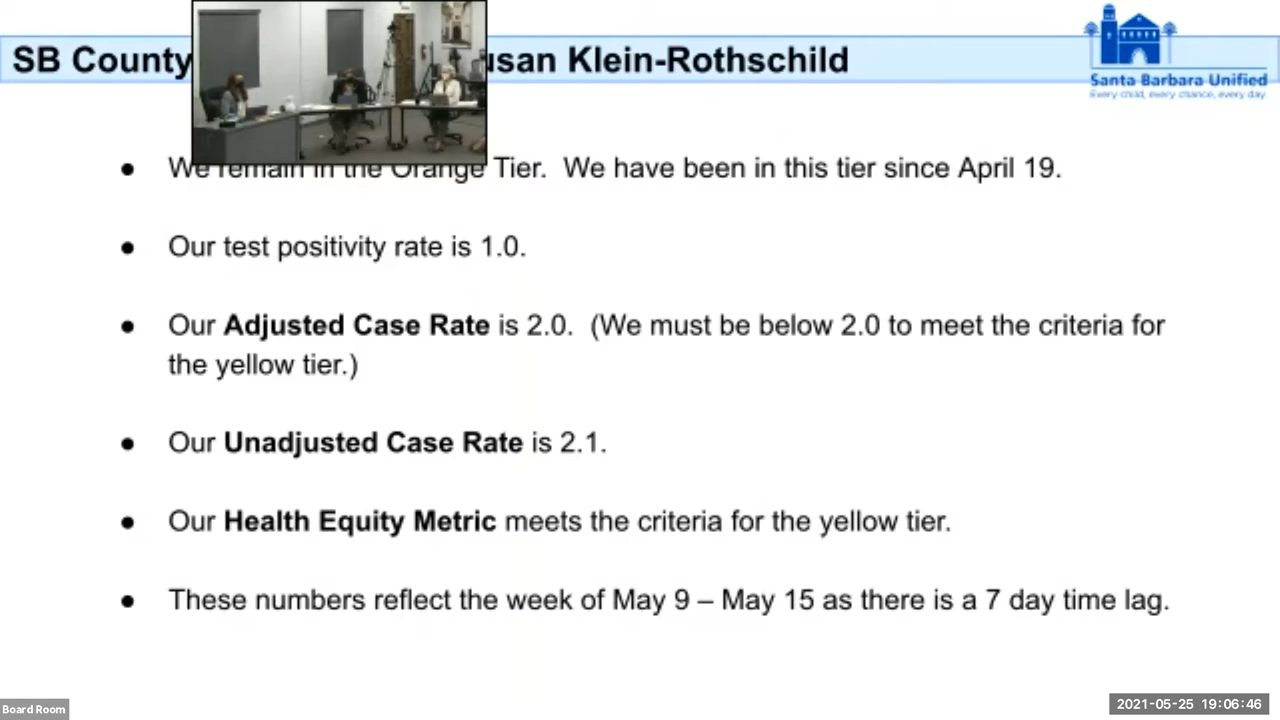 SB County usan Klein-Rothschild
Santa Barbara Unified
Every child, every chance, every day.
● We remain in the Orange Tier. We have been in this tier since April 19.
● Our test positivity rate is 1.0.
● Our Adjusted Case Rate is 2.0. (We must be below 2.0 to meet the criteria for
the yellow tier.)
● Our Unadjusted Case Rate is 2.1.
● Our Health Equity Metric meets the criteria for the yellow tier.
● These numbers reflect the week of May 9 – May 15 as there is a 7 day time lag.
Board Room
2021-05-25 19:06:46